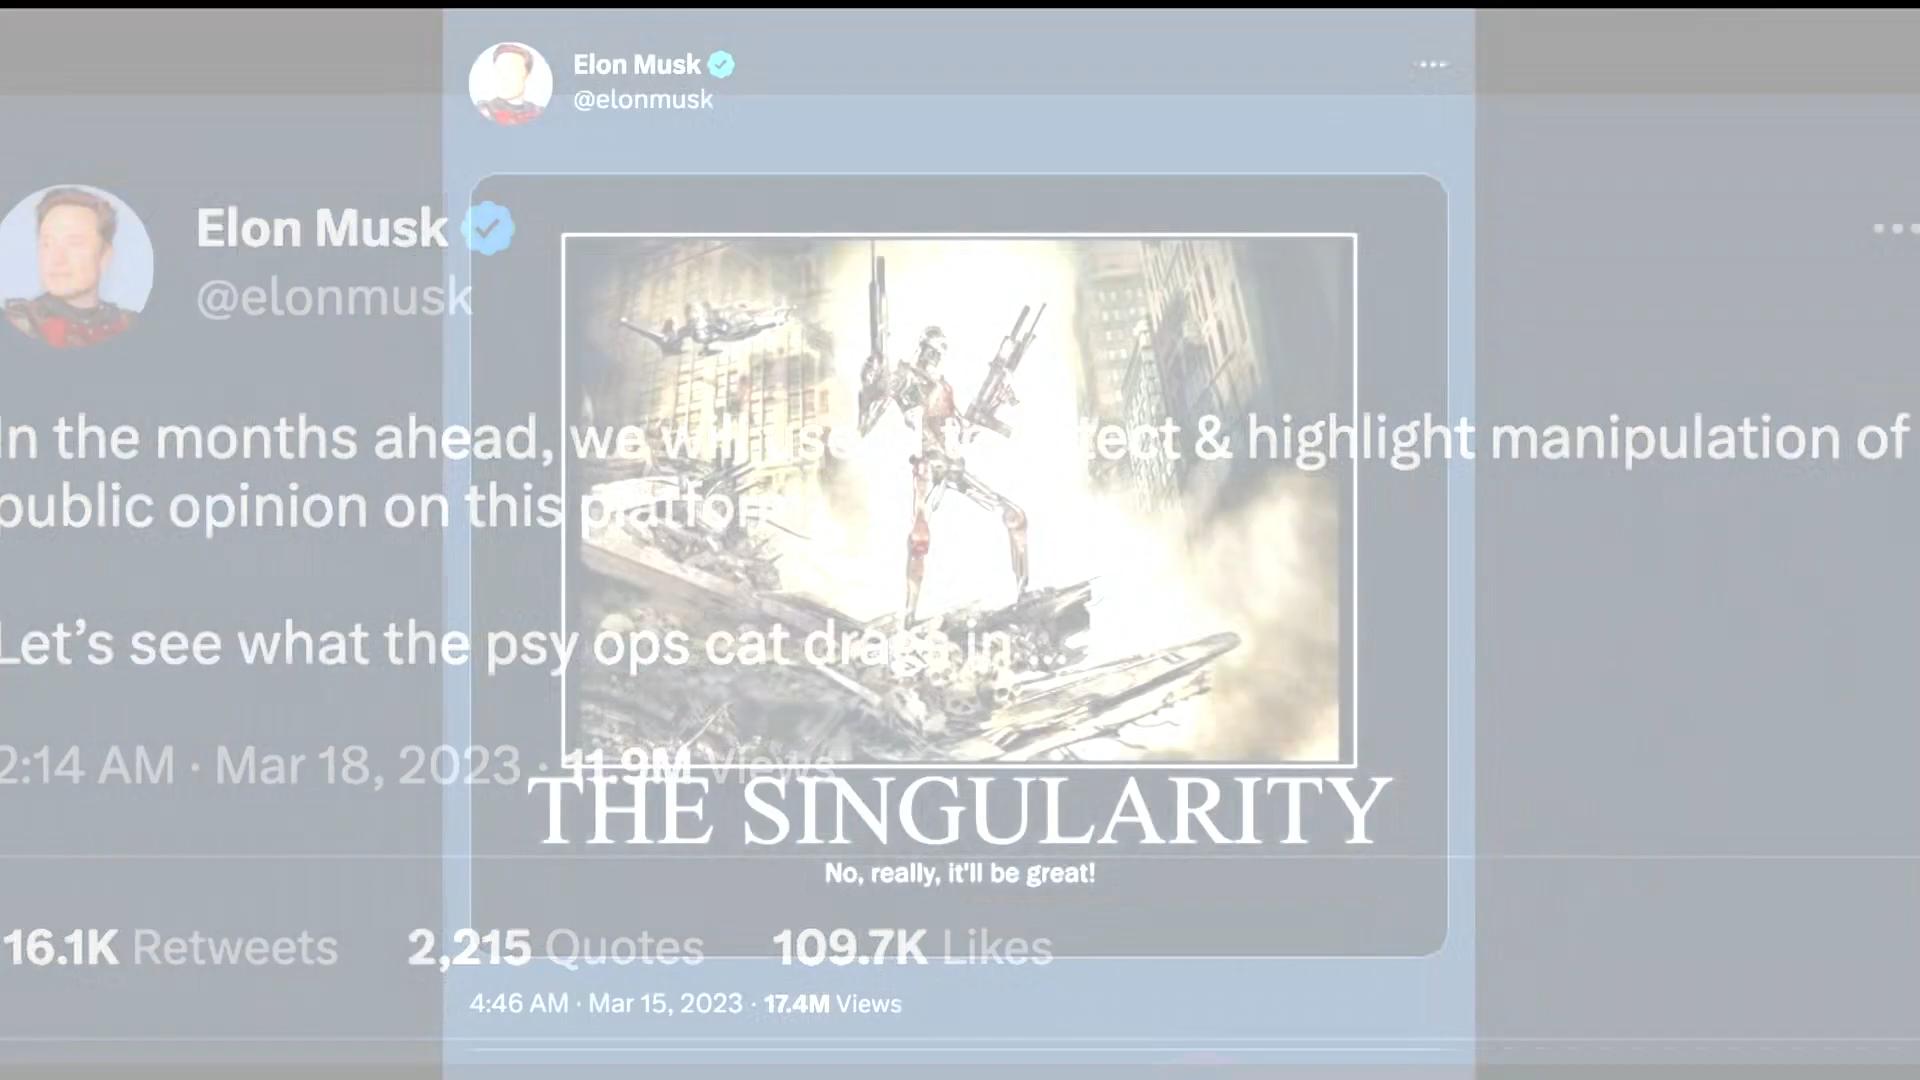 Elon Musk
@elonmusk
THE SINGULARITY
No, really, it'll be great!
4:46 AM · Mar 15, 2023 · 17.4M Views
Elon Musk
@elonmusk
In the months ahead, we will use to detect & highlight manipulation of
public opinion on this platform
Let’s see what the psy ops cat drags in ...
2:14 AM · Mar 18, 2023 · 11.9M Views
16.1K Retweets 2,215 Quotes 109.7K Likes